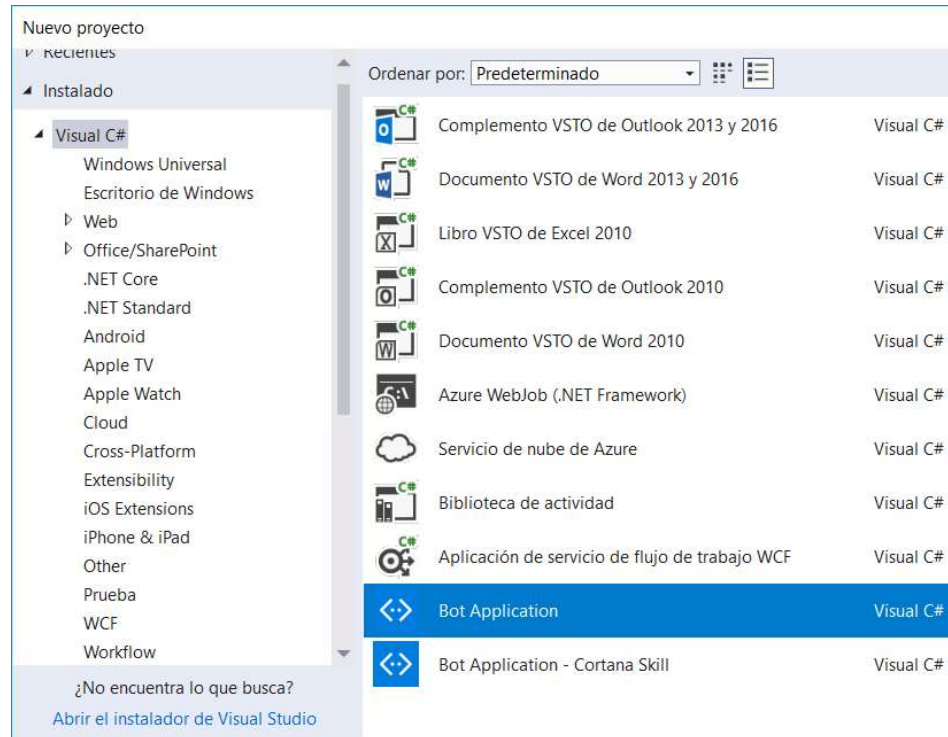 Nuevo proyecto
Recientes
Instalado
Visual C#
Windows Universal
Escritorio de Windows
Web
Office/SharePoint
.NET Core
.NET Standard
Android
Apple TV
Apple Watch
Cloud
Cross-Platform
Extensibility
iOS Extensions
iPhone & iPad
Other
Prueba
WCF
Workflow
¿No encuentra lo que busca?
Abrir el instalador de Visual Studio
Ordenar por: Predeterminado
Complemento VSTO de Outlook 2013 y 2016 Visual C#
Documento VSTO de Word 2013 y 2016 Visual C#
Libro VSTO de Excel 2010 Visual C#
Complemento VSTO de Outlook 2010 Visual C#
Documento VSTO de Word 2010 Visual C#
Azure WebJob (.NET Framework) Visual C#
Servicio de nube de Azure Visual C#
Biblioteca de actividad Visual C#
Aplicación de servicio de flujo de trabajo WCF Visual C#
Bot Application Visual C#
Bot Application - Cortana Skill Visual C#